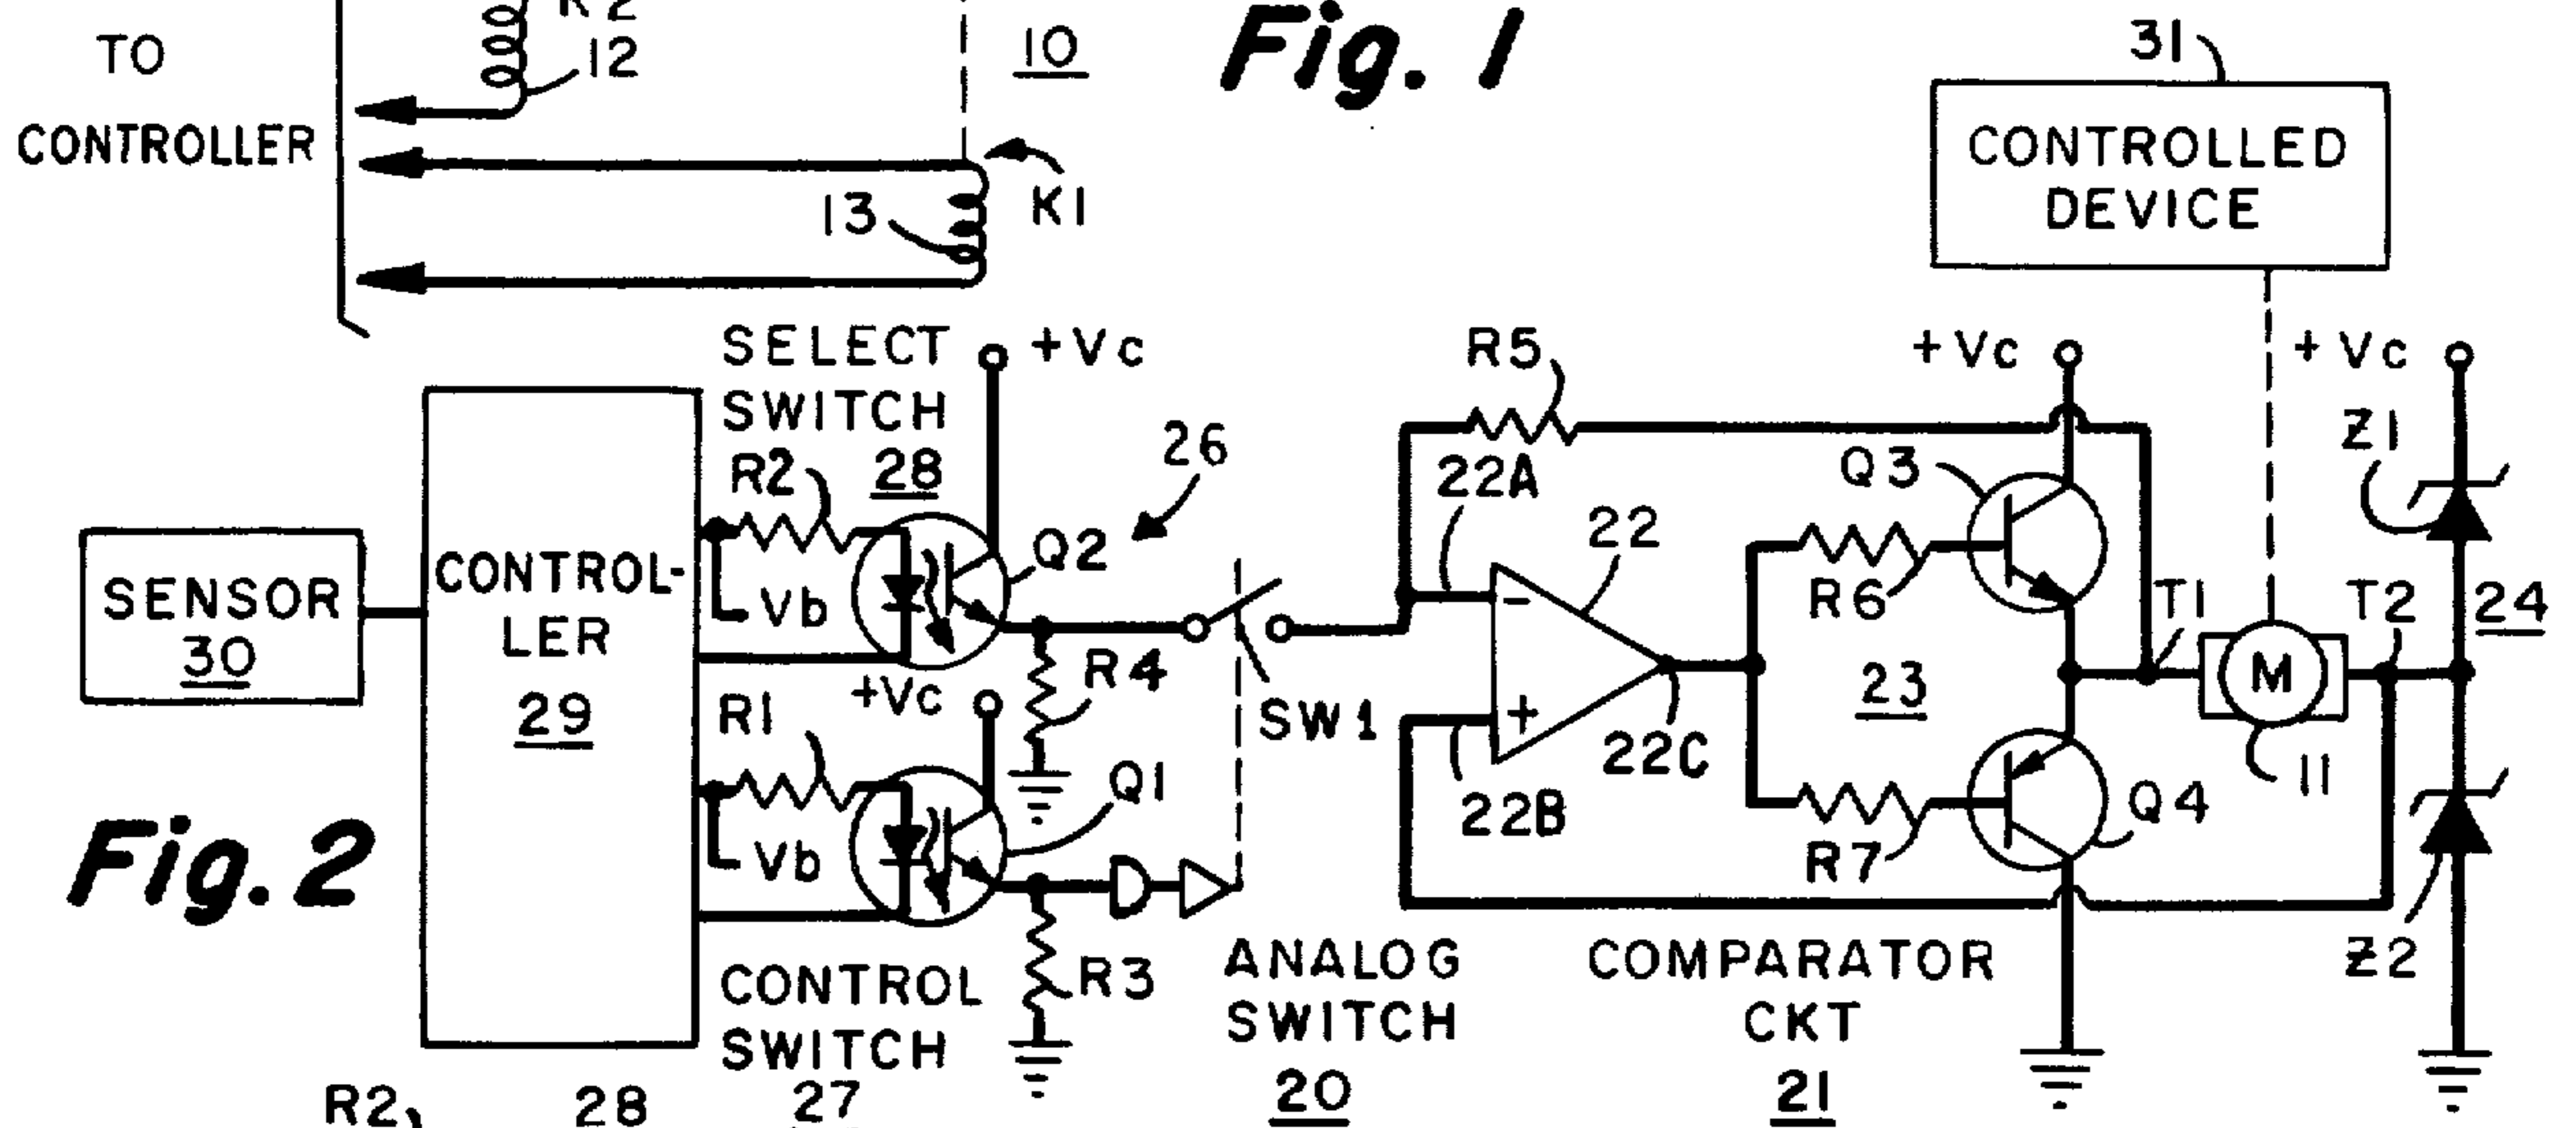 TO
CONTROLLER
12
10
Fig. 1
13
K1
31
CONTROLLED
DEVICE
SELECT
SWITCH
28
+Vc
R2
Vb
Q2
26
SENSOR
30
CONTROL-
LER
29
+Vc
R1
Vb
Q1
R4
SW1
R3
Fig. 2
CONTROL
SWITCH
27
ANALOG
SWITCH
20
R5
22A
22
22B
22C
-
+
COMPARATOR
CKT
21
+Vc
Q3
R6
23
R7
Q4
T1
M
11
T2
+Vc
Z1
24
Z2
R2
28